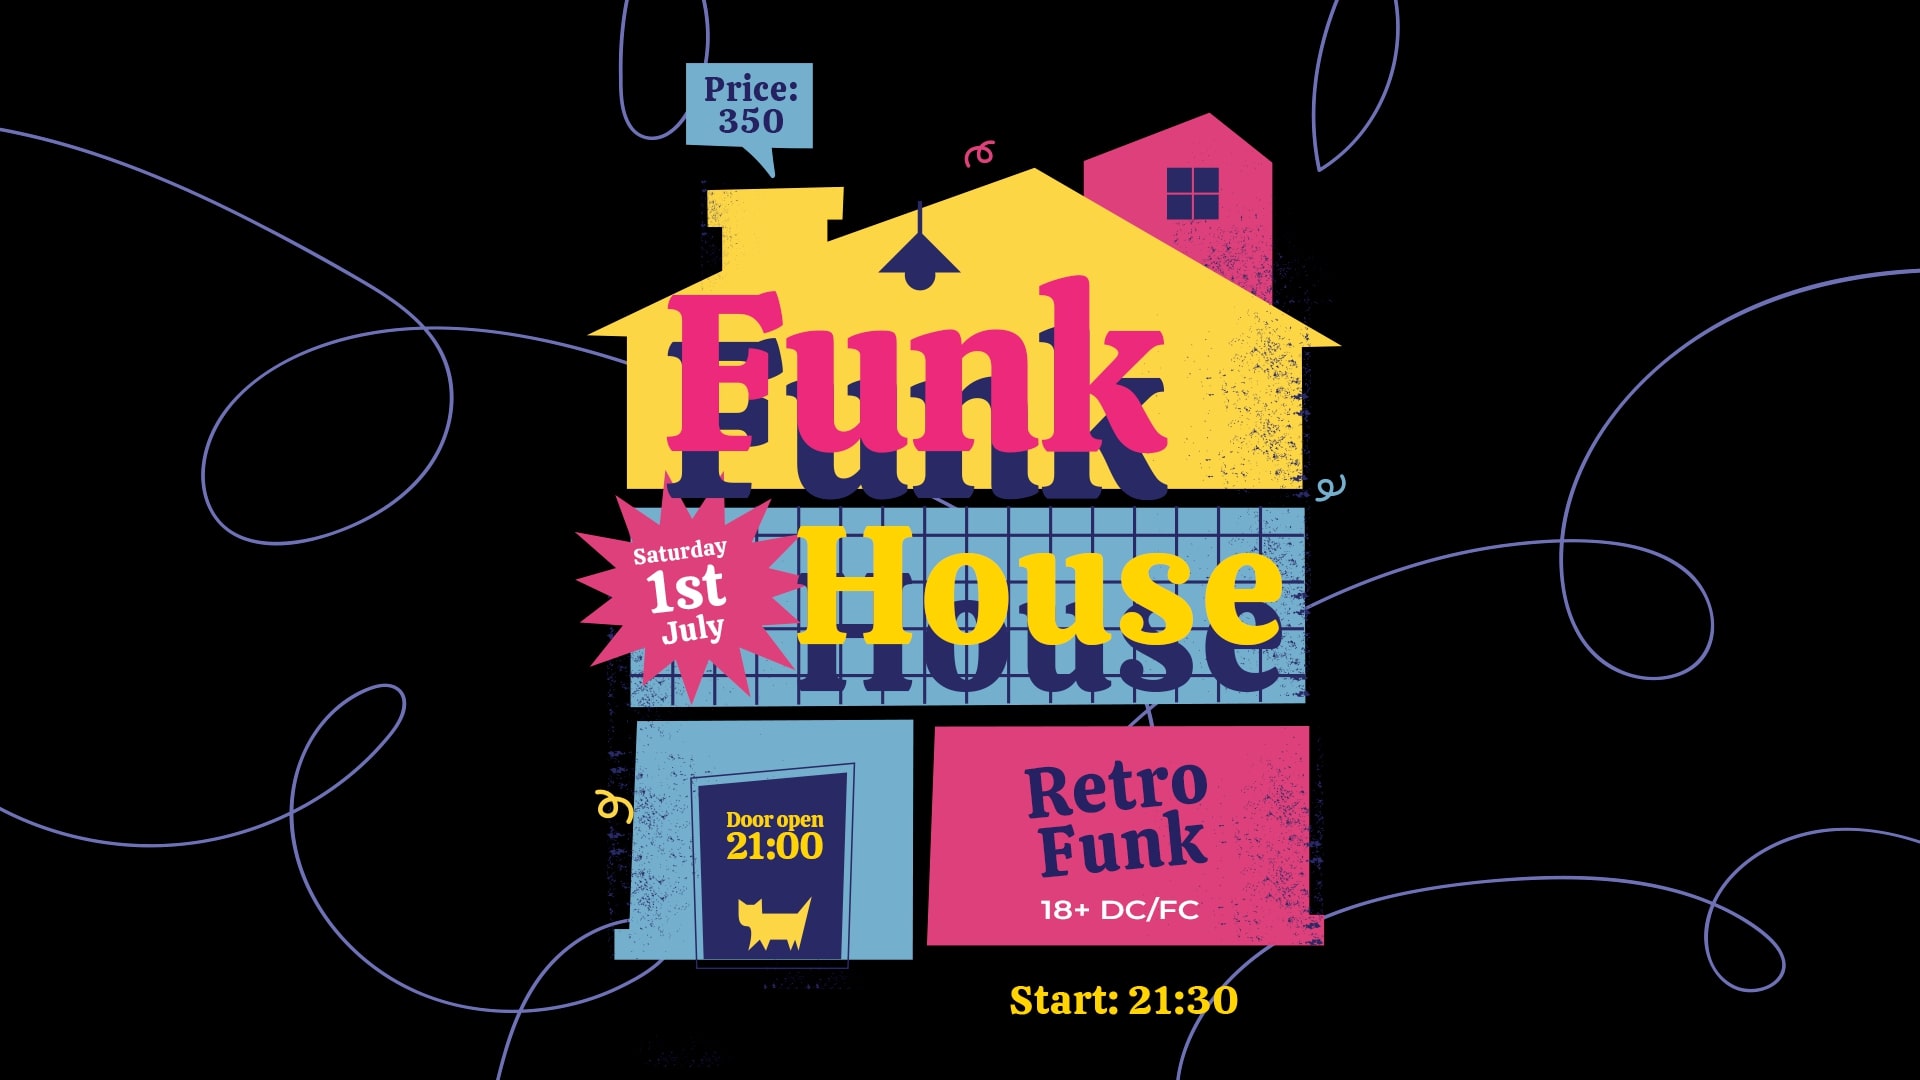 Price:
350
Funk
House
Saturday
1st
July
Door open
21:00
Retro
Funk
18+ DC/FC
Start: 21:30